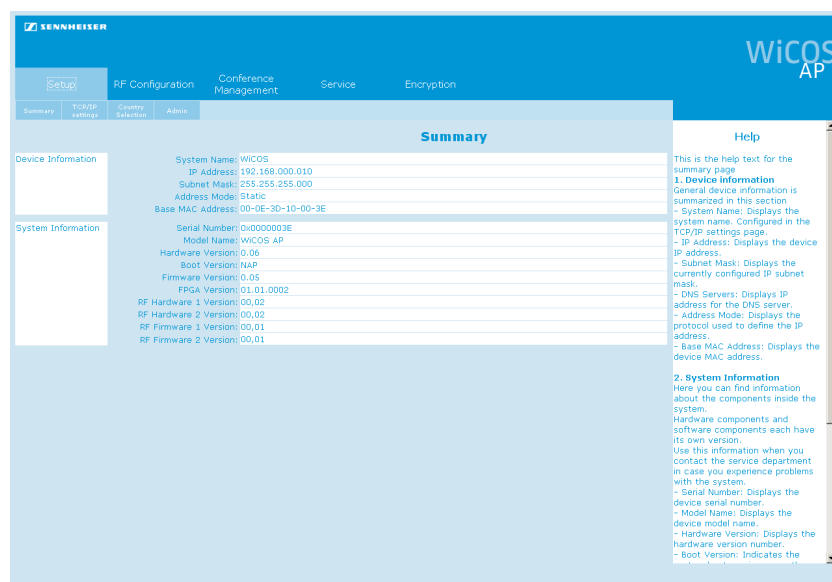 SENNHEISER
WiCOS
AP
Setup
RF Configuration
Conference
Management
Service
Encryption
Summary
TCP/IP
settings
Country
Selection
Admin
Summary
Device Information
System Name: WiCOS
IP Address: 192.168.000.010
Subnet Mask: 255.255.255.000
Address Mode: Static
Base MAC Address: 00-0E-3D-10-00-3E
System Information
Serial Number: 0x0000003E
Model Name: WiCOS AP
Hardware Version: 0.06
Boot Version: NAP
Firmware Version: 0.05
FPGA Version: 01.01.0002
RF Hardware 1 Version: 00,02
RF Hardware 2 Version: 00,02
RF Firmware 1 Version: 00,01
RF Firmware 2 Version: 00,01
Help
This is the help text for the
summary page
1. Device information
General device information is
summarized in this section
- System Name: Displays the
system name. Configured in the
TCP/IP settings page.
- IP Address: Displays the device
IP address.
- Subnet Mask: Displays the
currently configured IP subnet
mask.
- DNS Servers: Displays IP
address for the DNS server.
- Address Mode: Displays the
protocol used to define the IP
address.
- Base MAC Address: Displays the
device MAC address.
2. System Information
Here you can find information
about the components inside the
system.
Hardware components and
software components each have
its own version.
Use this information when you
contact the service department
in case you experience problems
with the system.
- Serial Number: Displays the
device serial number.
- Model Name: Displays the
device model name.
- Hardware Version: Displays the
hardware version number.
- Boot Version: Indicates the